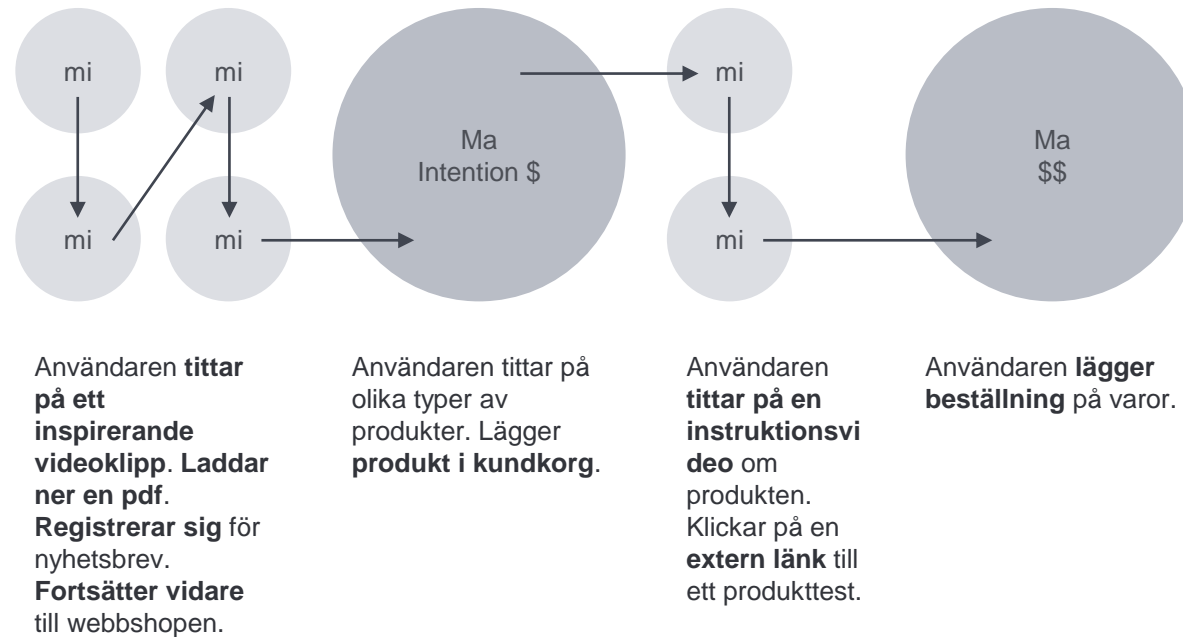 mi
mi
mi
mi
Ma
Intention $
mi
mi
Ma
$$
Användaren tittar
på ett
inspirerande
videoklipp. Laddar
ner en pdf.
Registrerar sig för
nyhetsbrev.
Fortsätter vidare
till webbshopen.
Användaren tittar på
olika typer av
produkter. Lägger
produkt i kundkorg.
Användaren
tittar på en
instruktionsvi
deo om
produkten.
Klickar på en
extern länk till
ett produkttest.
Användaren lägger
beställning på varor.